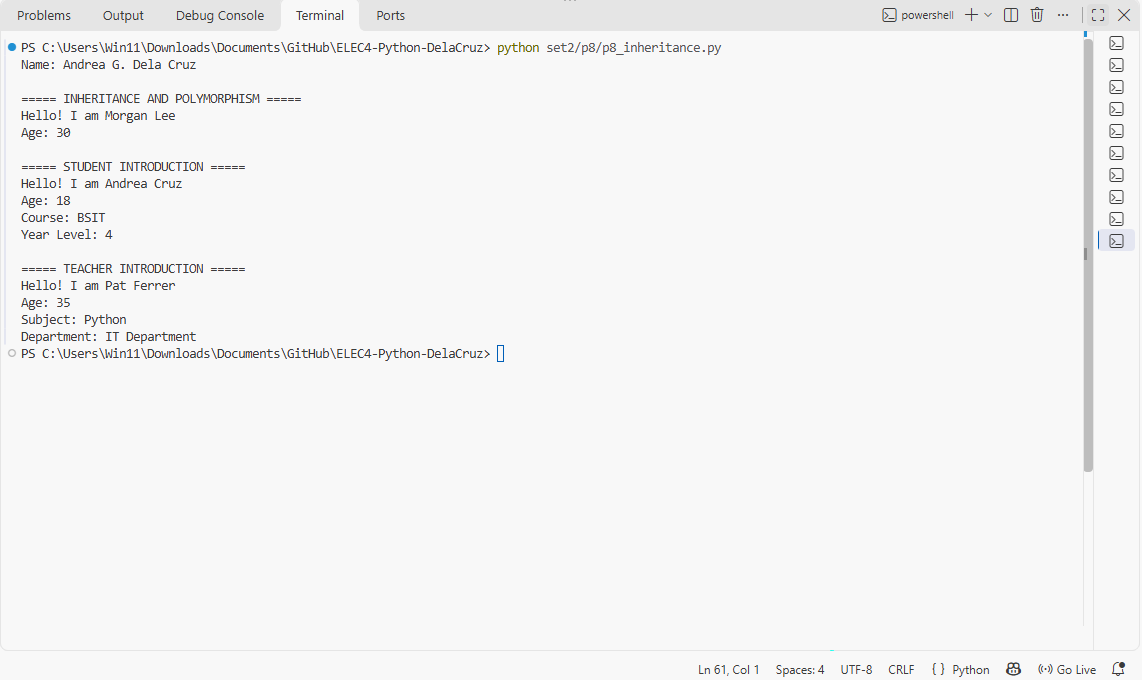 Problems Output Debug Console Terminal Ports powershell
PS C:\Users\Win11\Downloads\Documents\GitHub\ELEC4-Python-DelaCruz> python set2/p8/p8_inheritance.py
Name: Andrea G. Dela Cruz
===== INHERITANCE AND POLYMORPHISM =====
Hello! I am Morgan Lee
Age: 30
===== STUDENT INTRODUCTION =====
Hello! I am Andrea Cruz
Age: 18
Course: BSIT
Year Level: 4
===== TEACHER INTRODUCTION =====
Hello! I am Pat Ferrer
Age: 35
Subject: Python
Department: IT Department
PS C:\Users\Win11\Downloads\Documents\GitHub\ELEC4-Python-DelaCruz>
Ln 61, Col 1 Spaces: 4 UTF-8 CRLF {} Python Go Live